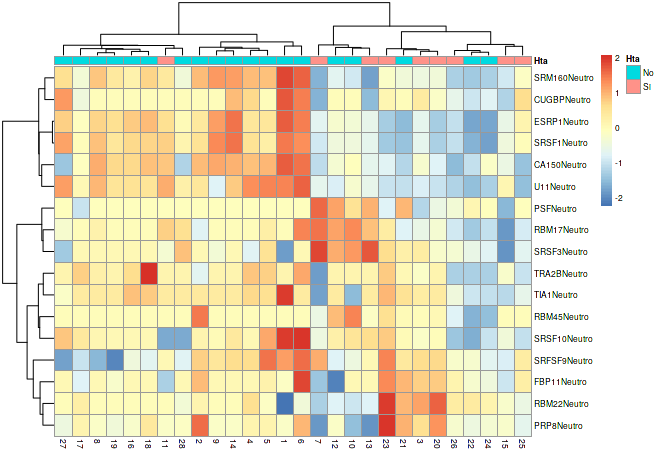 Hta
SRM160Neutro
CUGBPNeutro
ESRP1Neutro
SRSF1Neutro
CA150Neutro
U11Neutro
PSFNeutro
RBM17Neutro
SRSF3Neutro
TRA2BNeutro
TIA1Neutro
RBM45Neutro
SRSF10Neutro
SRFSF9Neutro
FBP11Neutro
RBM22Neutro
PRP8Neutro
27 17 8 19 16 18 11 28 2 9 14 4 5 1 6 7 12 10 13 23 21 3 20 26 22 24 15 25
2
1
0
-1
-2
Hta
No
Si